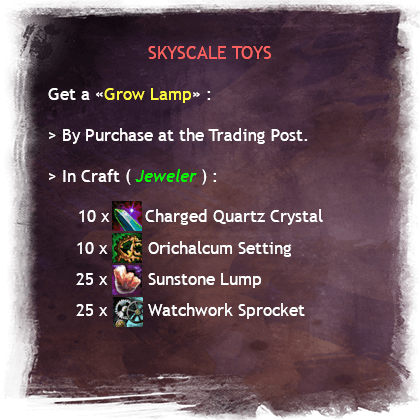 SKYSCALE TOYS
Get a «Grow Lamp» :
> By Purchase at the Trading Post.
> In Craft ( Jeweler ) :
10 x Charged Quartz Crystal
10 x Orichalcum Setting
25 x Sunstone Lump
25 x Watchwork Sprocket